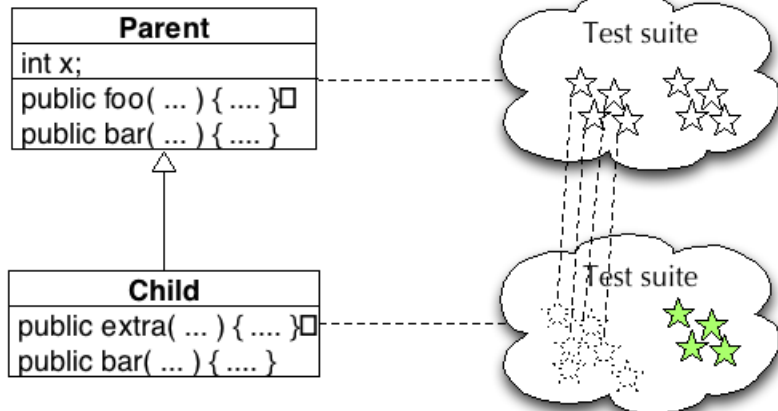 Parent
int x;
public foo( ... ) { .... }
public bar( ... ) { .... }
Test suite
Child
public extra( ... ) { .... }
public bar( ... ) { .... }
Test suite